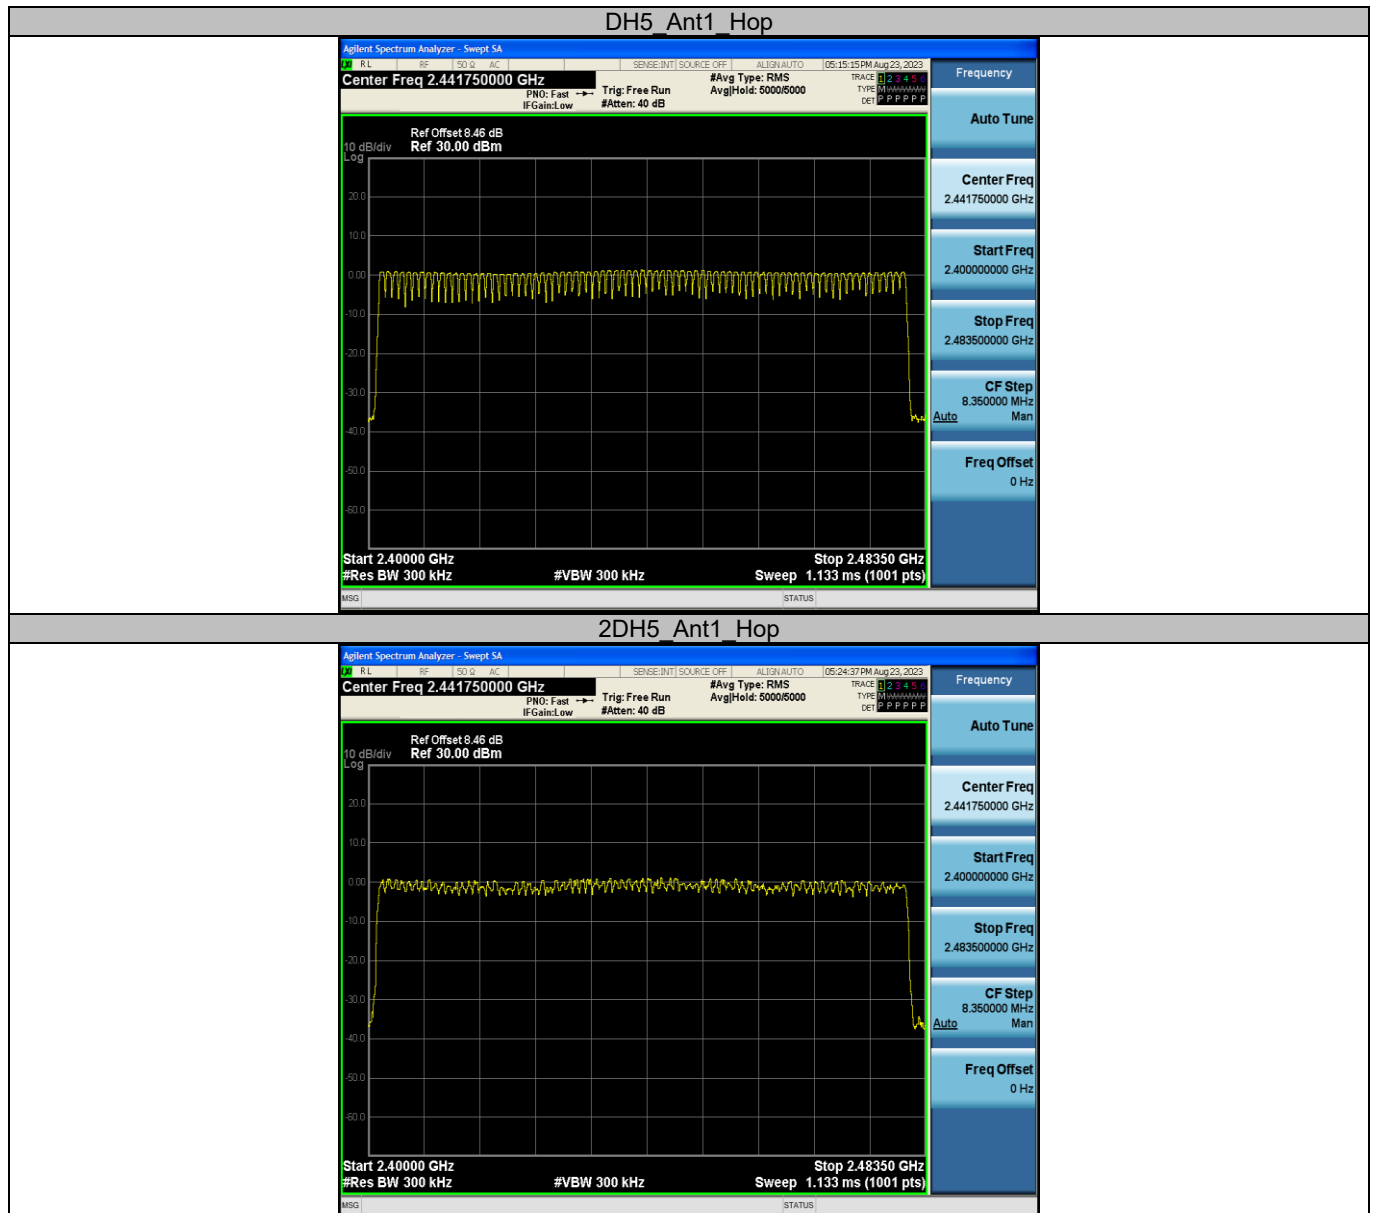 DH5_Ant1_Hop
Agilent Spectrum Analyzer - Swept SA
RL RF 50 Ω AC SENSE:INT SOURCE OFF ALIGN AUTO 05:15:15 PM Aug 23, 2023
Center Freq 2.441750000 GHz
PNO: Fast
IFGain:Low
Trig: Free Run
#Atten: 40 dB
#Avg Type: RMS
Avg|Hold: 5000/5000
TRACE 1 2 3 4 5 6
TYPE M
DET P P P P P P
Ref Offset 8.46 dB
10 dB/div Ref 30.00 dBm
Log
20.0
10.0
0.00
-10.0
-20.0
-30.0
-40.0
-50.0
-60.0
Start 2.40000 GHz Stop 2.48350 GHz
#Res BW 300 kHz #VBW 300 kHz Sweep 1.133 ms (1001 pts)
MSG STATUS
Frequency
Auto Tune
Center Freq
2.441750000 GHz
Start Freq
2.400000000 GHz
Stop Freq
2.483500000 GHz
CF Step
8.350000 MHz
Auto Man
Freq Offset
0 Hz
2DH5_Ant1_Hop
Agilent Spectrum Analyzer - Swept SA
RL RF 50 Ω AC SENSE:INT SOURCE OFF ALIGN AUTO 05:24:37 PM Aug 23, 2023
Center Freq 2.441750000 GHz
PNO: Fast
IFGain:Low
Trig: Free Run
#Atten: 40 dB
#Avg Type: RMS
Avg|Hold: 5000/5000
TRACE 1 2 3 4 5 6
TYPE M
DET P P P P P P
Ref Offset 8.46 dB
10 dB/div Ref 30.00 dBm
Log
20.0
10.0
0.00
-10.0
-20.0
-30.0
-40.0
-50.0
-60.0
Start 2.40000 GHz Stop 2.48350 GHz
#Res BW 300 kHz #VBW 300 kHz Sweep 1.133 ms (1001 pts)
MSG STATUS
Frequency
Auto Tune
Center Freq
2.441750000 GHz
Start Freq
2.400000000 GHz
Stop Freq
2.483500000 GHz
CF Step
8.350000 MHz
Auto Man
Freq Offset
0 Hz